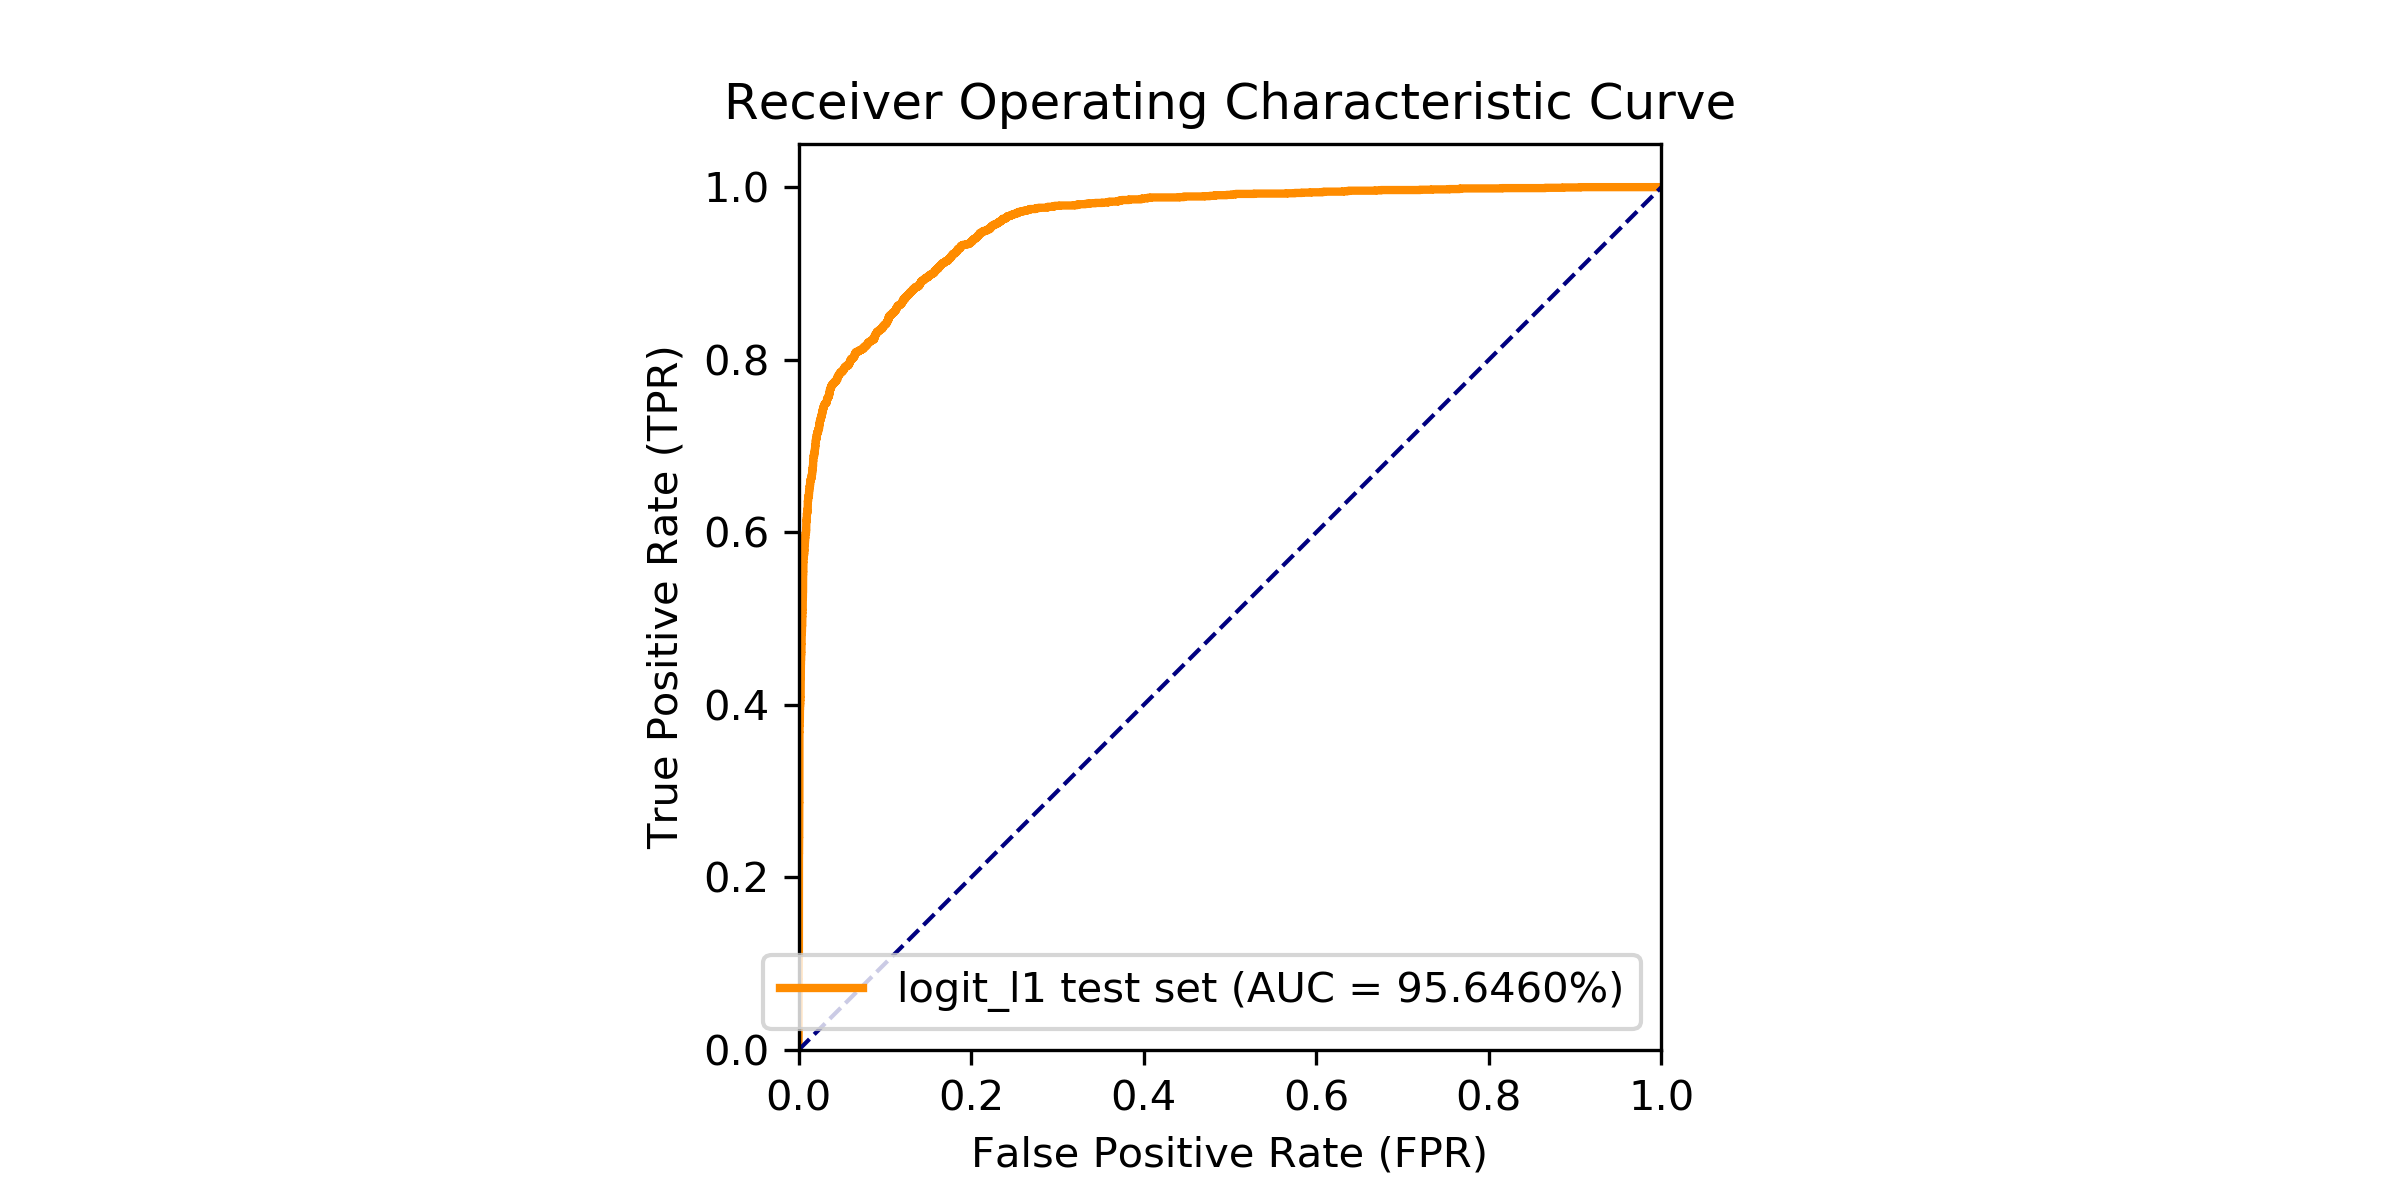 Receiver Operating Characteristic Curve
True Positive Rate (TPR)
1.0
0.8
0.6
0.4
0.2
0.0
logit_l1 test set (AUC = 95.6460%)
0.0 0.2 0.4 0.6 0.8 1.0
False Positive Rate (FPR)